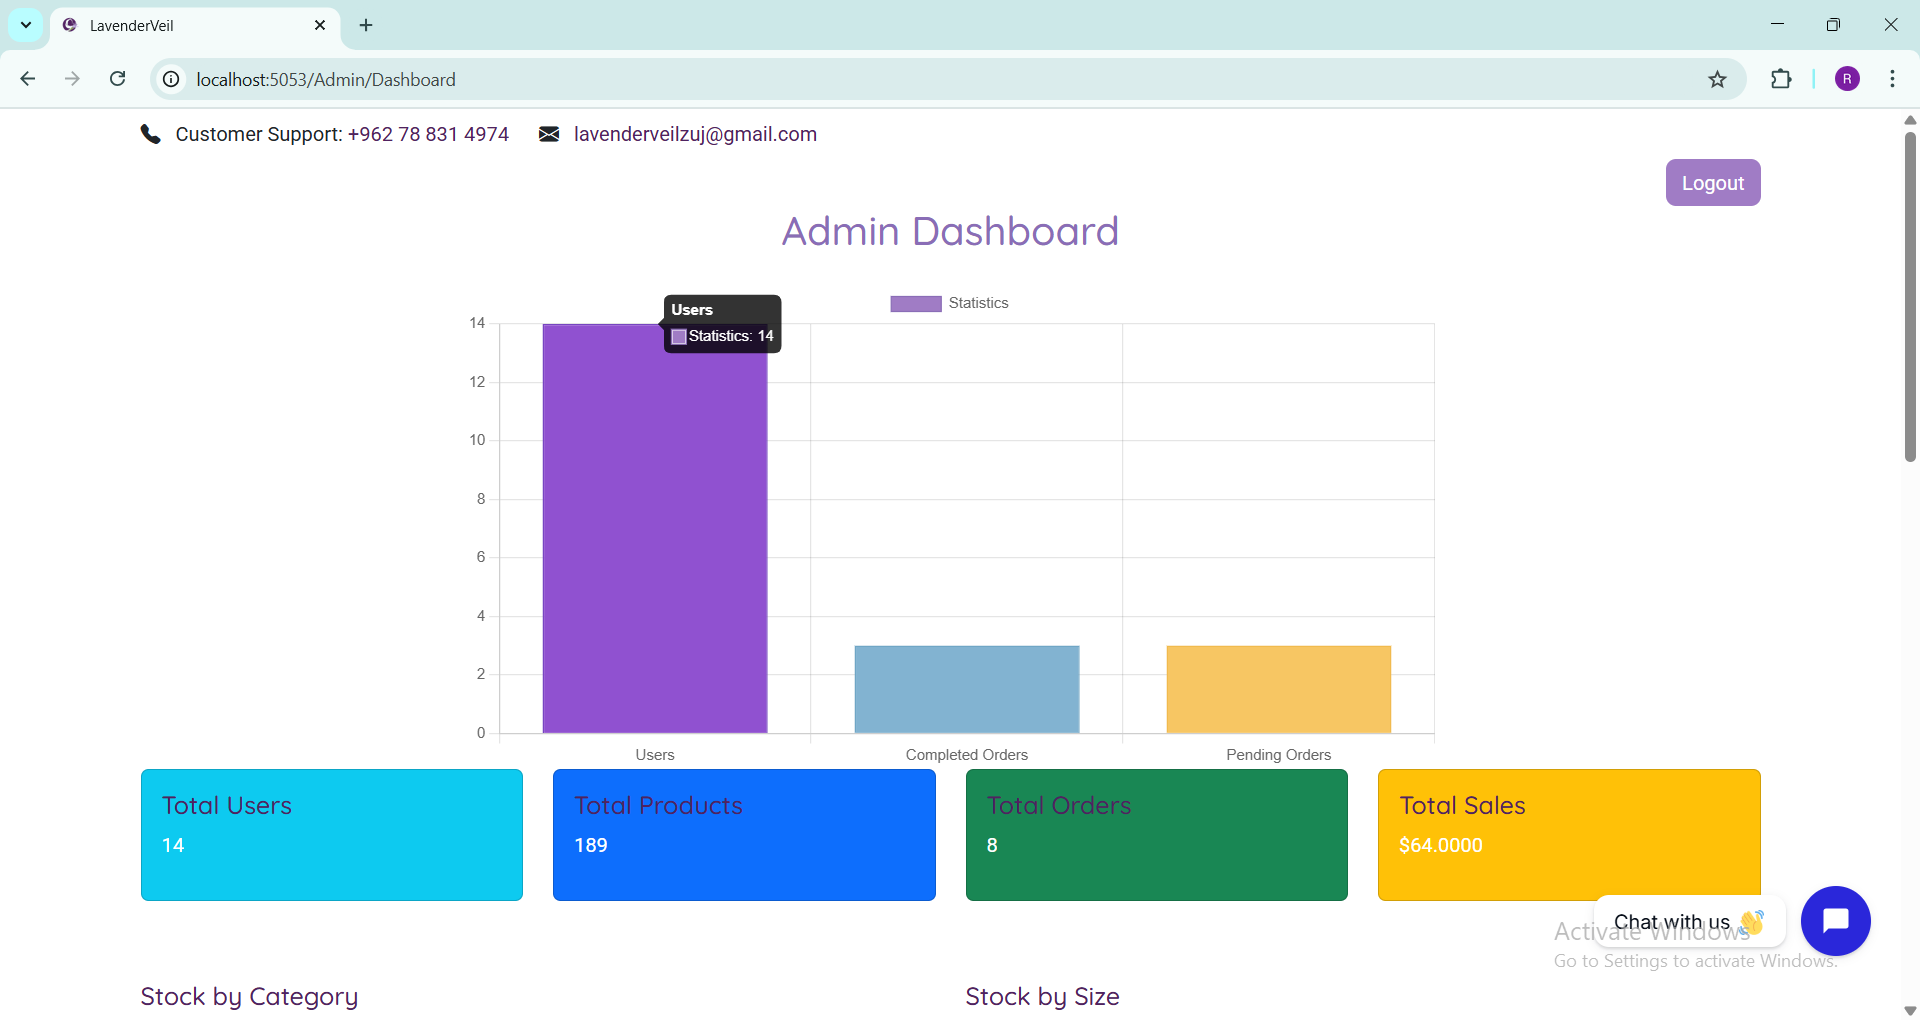 LavenderVeil
localhost:5053/Admin/Dashboard
R
Customer Support: +962 78 831 4974 lavenderveilzuj@gmail.com
Logout
Admin Dashboard
Statistics
Users
Statistics: 14
14
12
10
8
6
4
2
0
Users Completed Orders Pending Orders
Total Users
14
Total Products
189
Total Orders
8
Total Sales
$64.0000
Chat with us 👋
Activate Windows
Go to Settings to activate Windows.
Stock by Category
Stock by Size